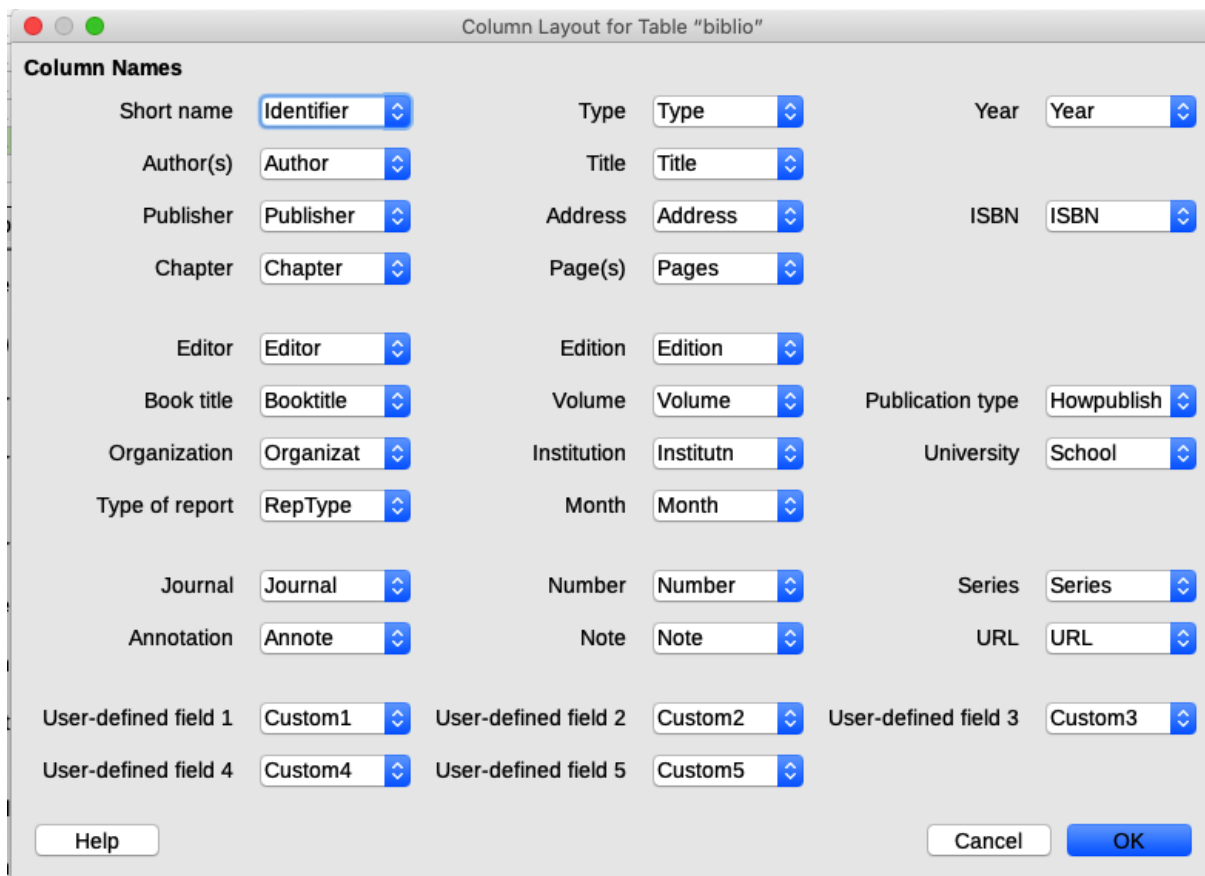 Column Layout for Table “biblio”
Column Names
Short name Identifier Type Type Year Year
Author(s) Author Title Title
Publisher Publisher Address Address ISBN ISBN
Chapter Chapter Page(s) Pages
Editor Editor Edition Edition
Book title Booktitle Volume Volume Publication type Howpublish
Organization Organizat Institution Institutn University School
Type of report RepType Month Month
Journal Journal Number Number Series Series
Annotation Annote Note Note URL URL
User-defined field 1 Custom1 User-defined field 2 Custom2 User-defined field 3 Custom3
User-defined field 4 Custom4 User-defined field 5 Custom5
Help Cancel OK